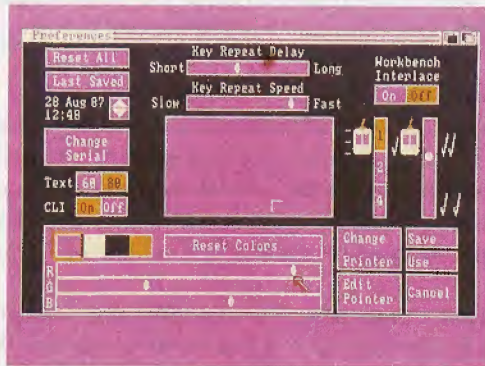 Preferences
Reset All
Last Saved
28 Aug 87
12:48
Change
Serial
Text 60 80
CLI On Off
Key Repeat Delay
Short Long
Key Repeat Speed
Slow Fast
Workbench
Interlace
On Off
1
2
4
Reset Colors
R
G
B
Change
Printer
Edit
Pointer
Save
Use
Cancel